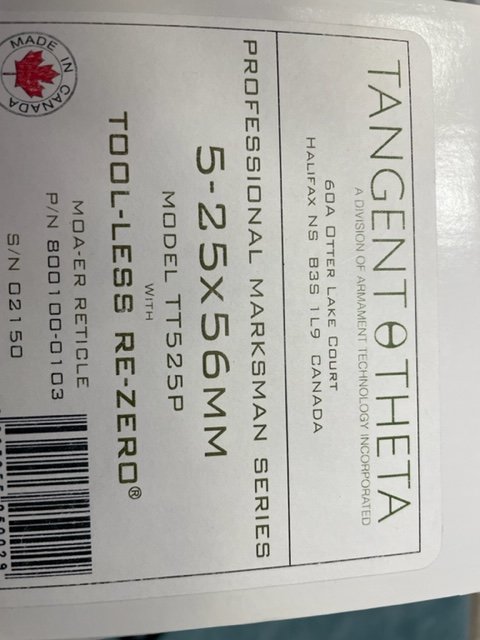 TANGENT θ THETA
A DIVISION OF ARMAMENT TECHNOLOGY INCORPORATED
60A OTTER LAKE COURT
HALIFAX NS B3S 1L9 CANADA
PROFESSIONAL MARKSMAN SERIES
5-25X56MM
MODEL TT525P
WITH
TOOL-LESS RE-ZERO®
MOA-ER RETICLE
P/N 800100-0103
S/N 02150
MADE IN CANADA